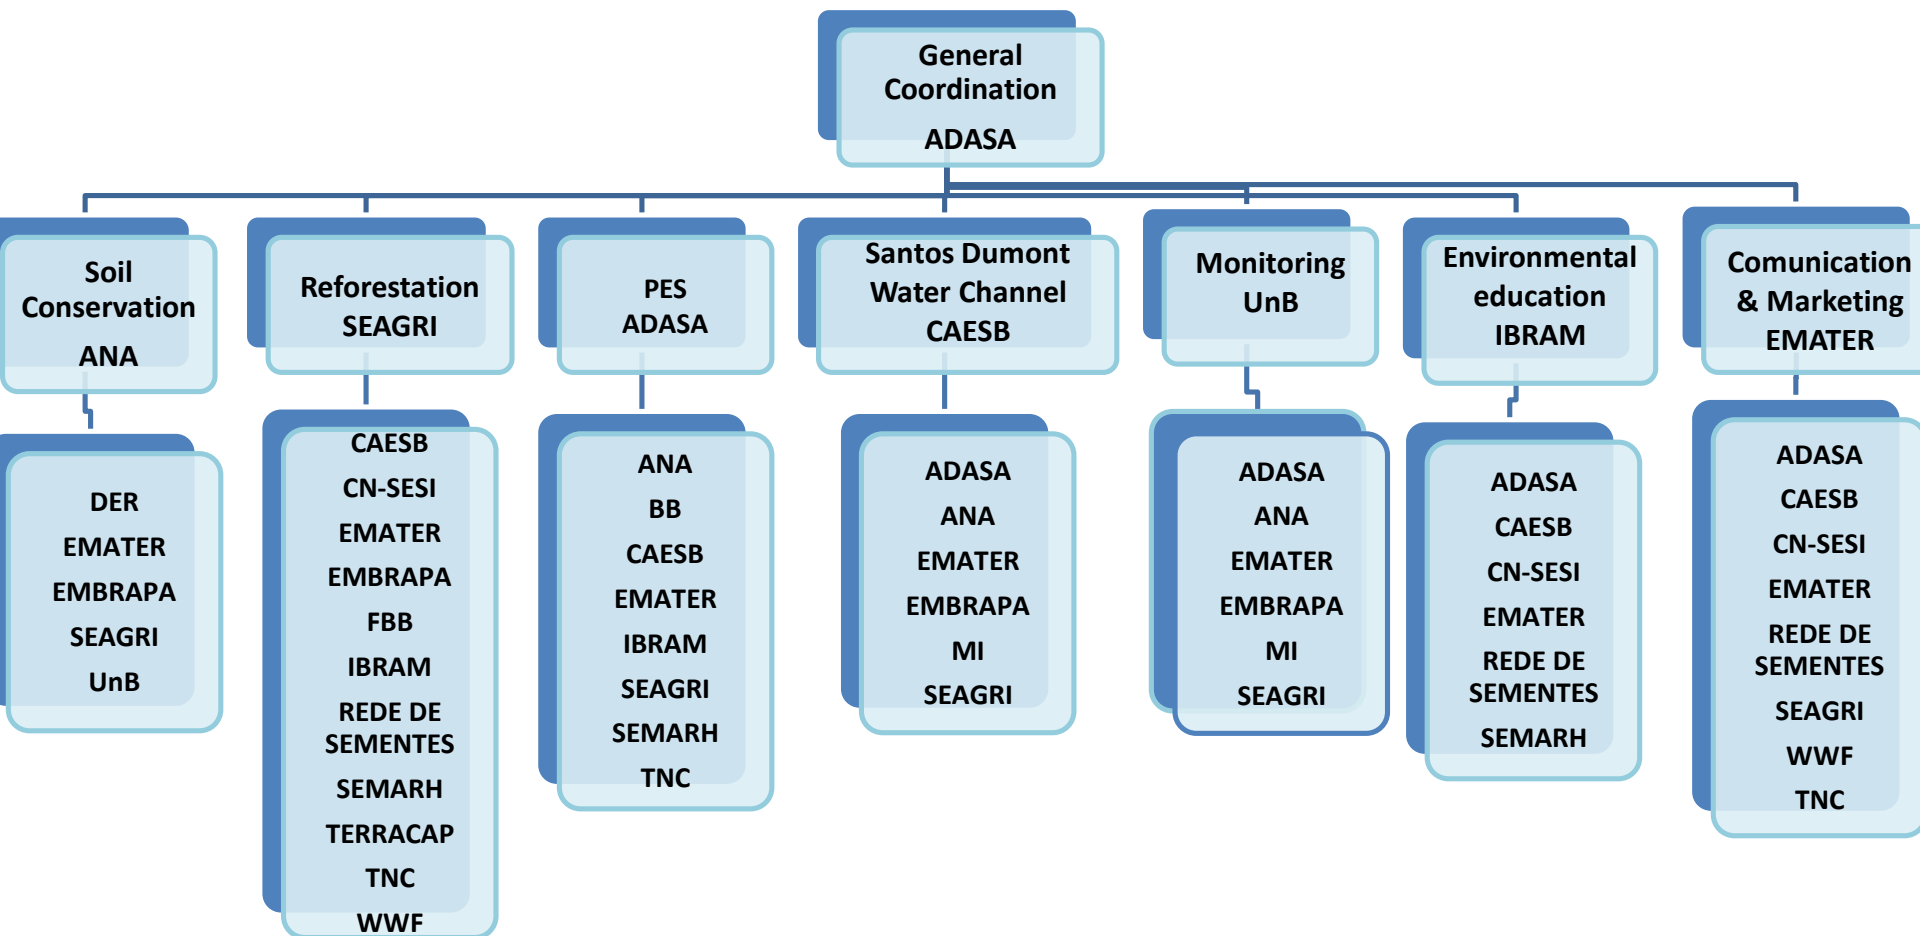 General
Coordination
ADASA
Soil
Conservation
ANA
Reforestation
SEAGRI
PES
ADASA
Santos Dumont
Water Channel
CAESB
Monitoring
UnB
Environmental
education
IBRAM
Comunication
& Marketing
EMATER
DER
EMATER
EMBRAPA
SEAGRI
UnB
CAESB
CN-SESI
EMATER
EMBRAPA
FBB
IBRAM
REDE DE
SEMENTES
SEMARH
TERRACAP
TNC
WWF
ANA
BB
CAESB
EMATER
IBRAM
SEAGRI
SEMARH
TNC
ADASA
ANA
EMATER
EMBRAPA
MI
SEAGRI
ADASA
ANA
EMATER
EMBRAPA
MI
SEAGRI
ADASA
CAESB
CN-SESI
EMATER
REDE DE
SEMENTES
SEMARH
ADASA
CAESB
CN-SESI
EMATER
REDE DE
SEMENTES
SEAGRI
WWF
TNC